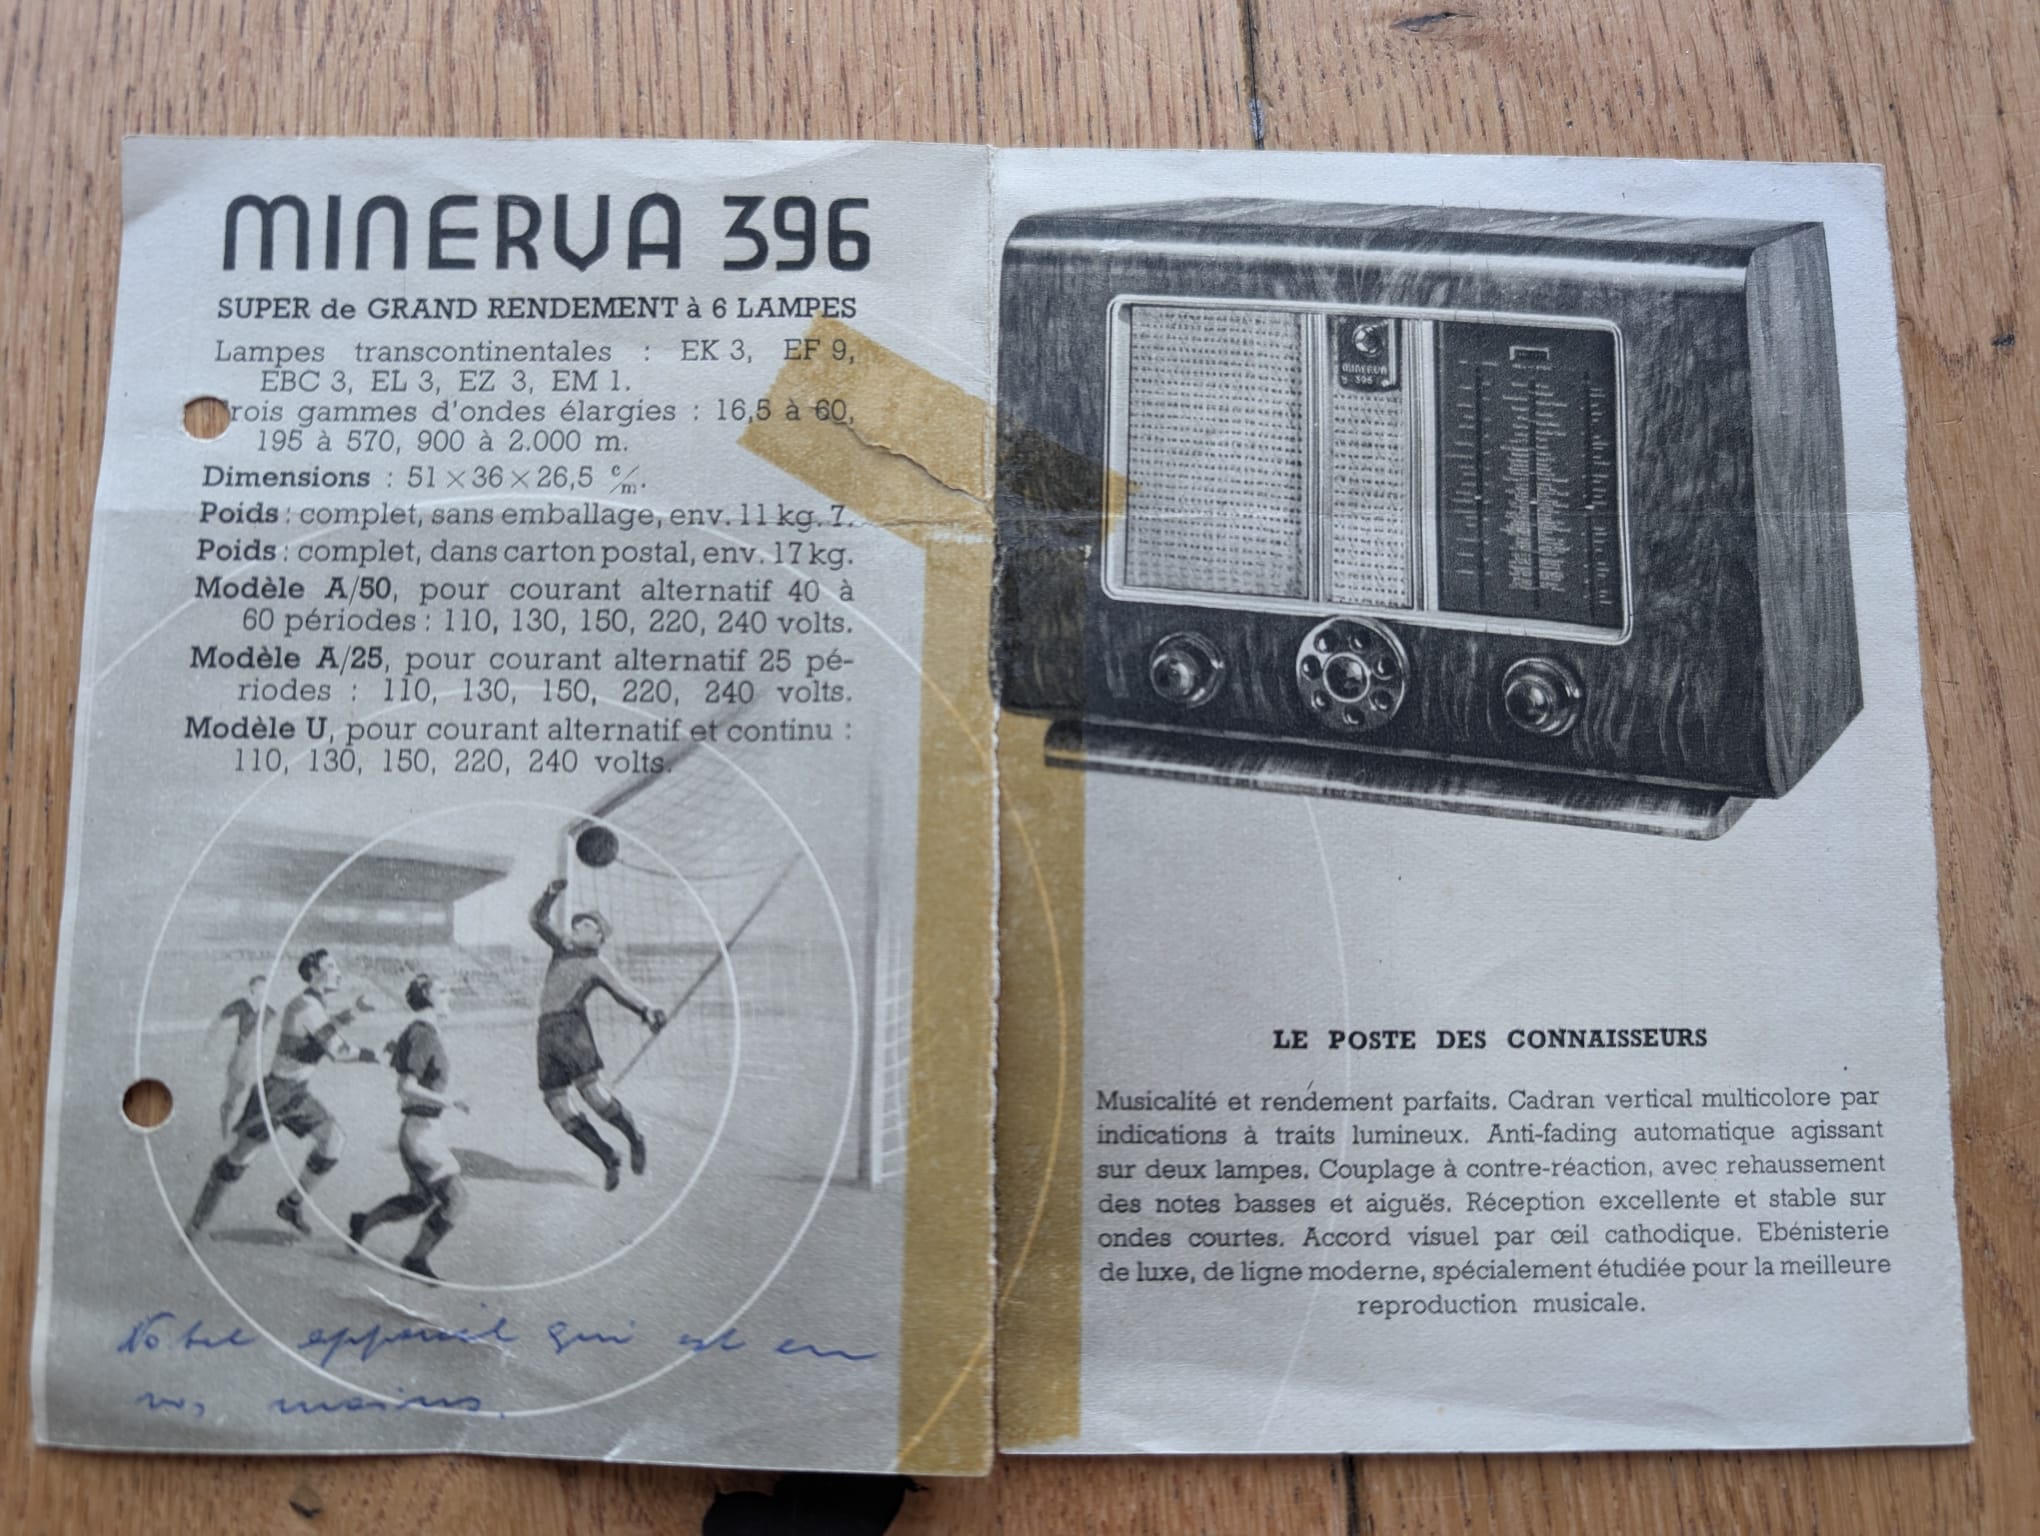 MINERVA 396
SUPER de GRAND RENDEMENT à 6 LAMPES
Lampes transcontinentales : EK 3, EF 9,
EBC 3, EL 3, EZ 3, EM 1.
rois gammes d'ondes élargies : 16,5 à 60,
195 à 570, 900 à 2.000 m.
Dimensions : 51 × 36 × 26,5 c/m.
Poids : complet, sans emballage, env. 11 kg. 7.
Poids : complet, dans carton postal, env. 17 kg.
Modèle A/50, pour courant alternatif 40 à
60 périodes : 110, 130, 150, 220, 240 volts.
Modèle A/25, pour courant alternatif 25 pé-
riodes : 110, 130, 150, 220, 240 volts.
Modèle U, pour courant alternatif et continu :
110, 130, 150, 220, 240 volts.
Notre appareil qui est en
vos mains.
MINERVA
396
LE POSTE DES CONNAISSEURS
Musicalité et rendement parfaits. Cadran vertical multicolore par
indications à traits lumineux. Anti-fading automatique agissant
sur deux lampes. Couplage à contre-réaction, avec rehaussement
des notes basses et aiguës. Réception excellente et stable sur
ondes courtes. Accord visuel par œil cathodique. Ebénisterie
de luxe, de ligne moderne, spécialement étudiée pour la meilleure
reproduction musicale.